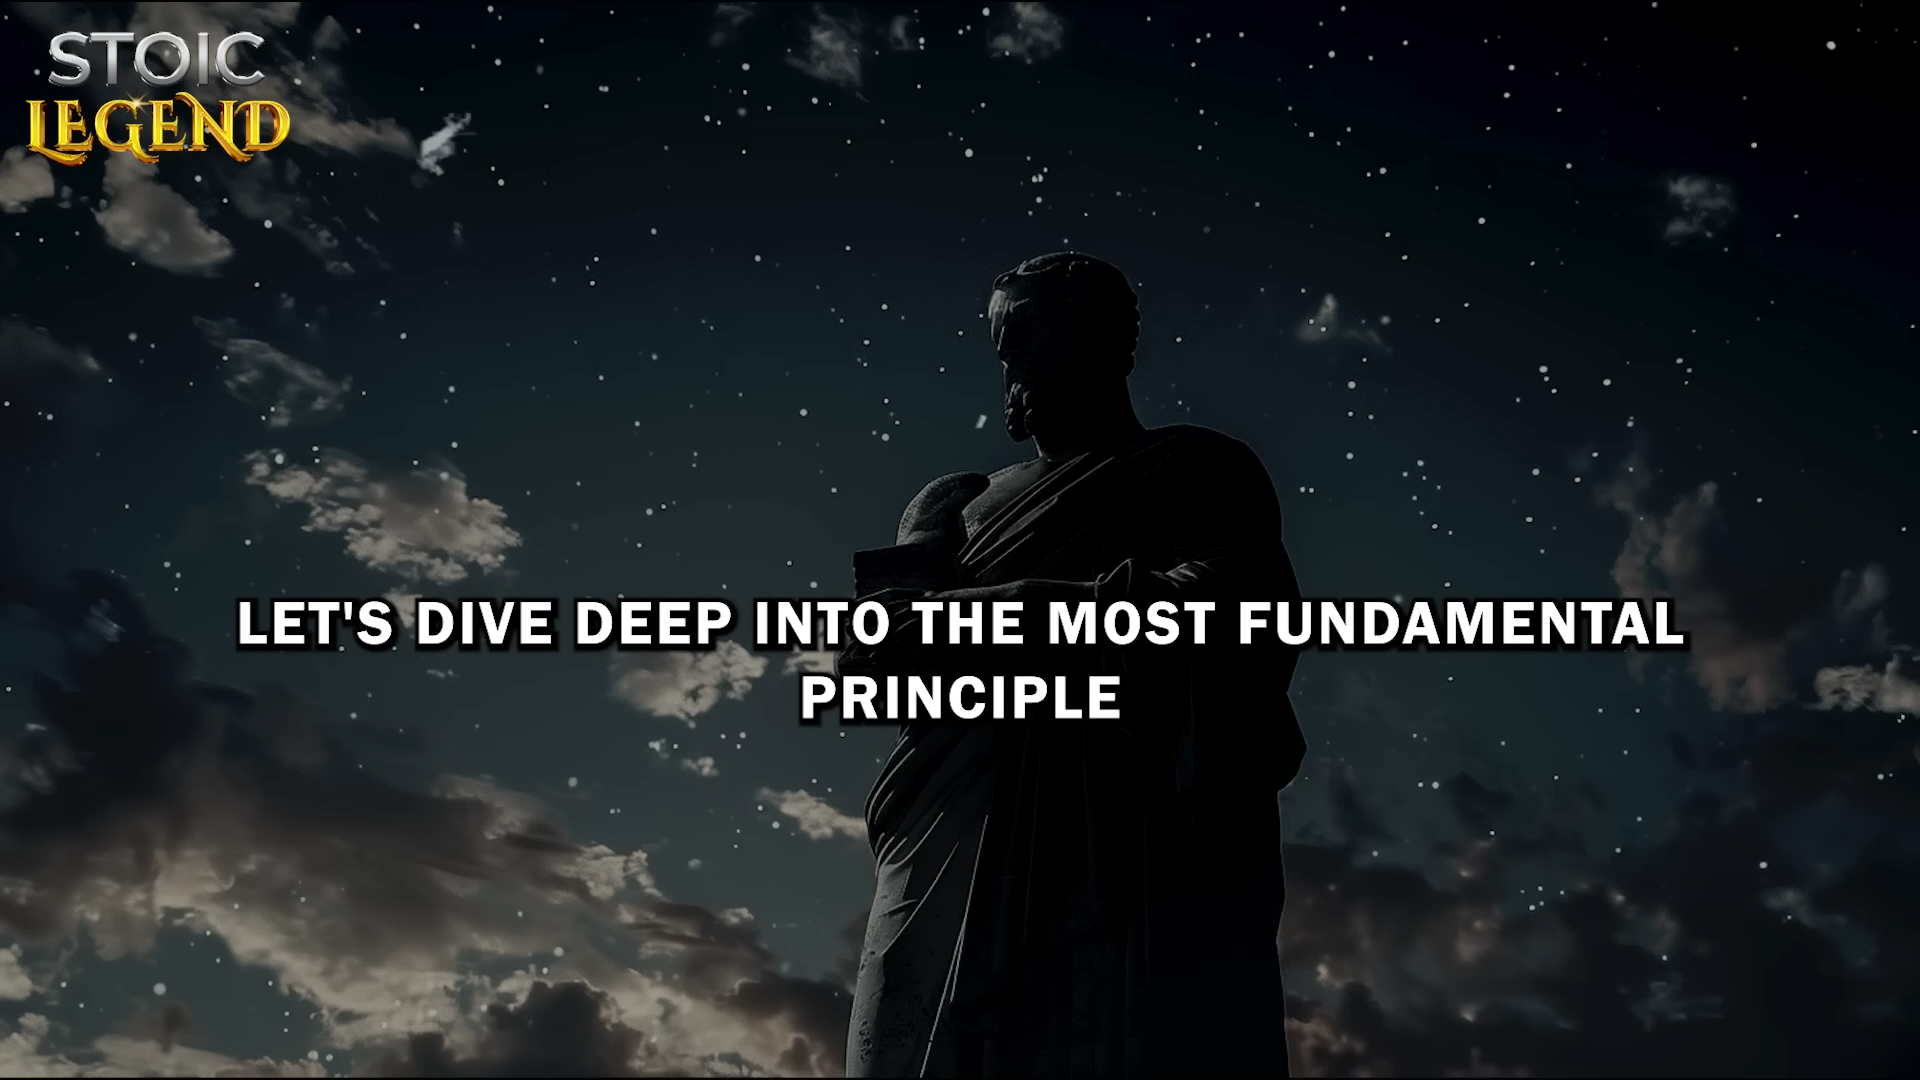 STOIC
LEGEND
LET'S DIVE DEEP INTO THE MOST FUNDAMENTAL
PRINCIPLE